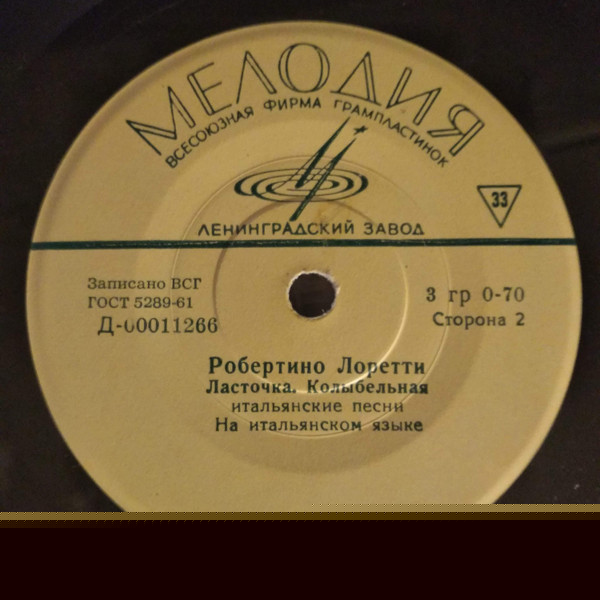 МЕЛОДИЯ
ВСЕСОЮЗНАЯ ФИРМА ГРАМПЛАСТИНОК
33
ЛЕНИНГРАДСКИЙ ЗАВОД
Записано ВСГ
ГОСТ 5289-61
Д-00011266
3 гр 0-70
Сторона 2
Робертино Лоретти
Ласточка. Колыбельная
итальянские песни
На итальянском языке